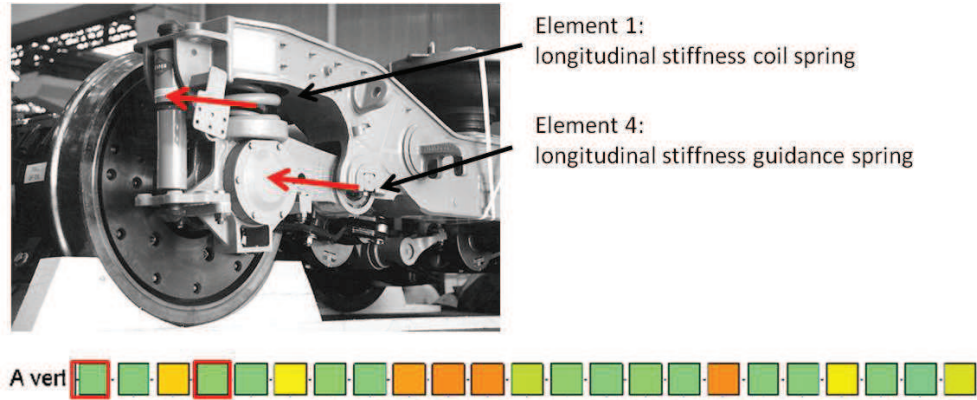 Element 1:
longitudinal stiffness coil spring
Element 4:
longitudinal stiffness guidance spring
A vert